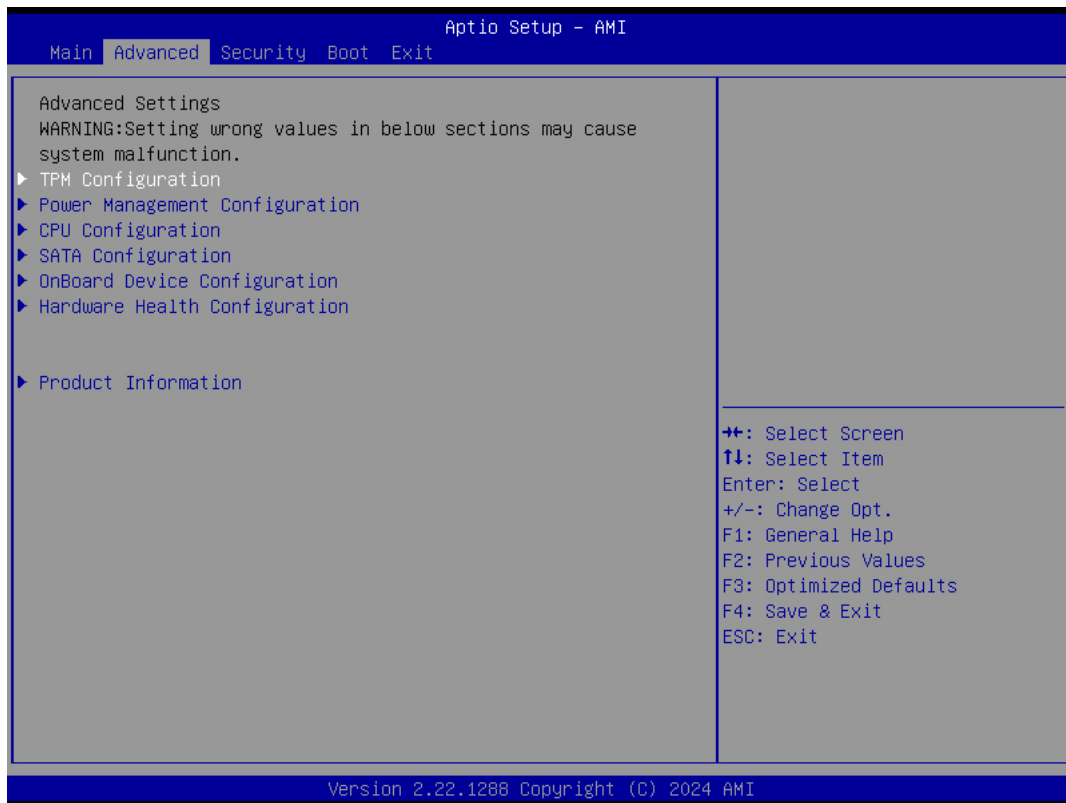 Aptio Setup – AMI
Main Advanced Security Boot Exit
Advanced Settings
WARNING:Setting wrong values in below sections may cause
system malfunction.
▶ TPM Configuration
▶ Power Management Configuration
▶ CPU Configuration
▶ SATA Configuration
▶ OnBoard Device Configuration
▶ Hardware Health Configuration
▶ Product Information
→←: Select Screen
↑↓: Select Item
Enter: Select
+/-: Change Opt.
F1: General Help
F2: Previous Values
F3: Optimized Defaults
F4: Save & Exit
ESC: Exit
Version 2.22.1288 Copyright (C) 2024 AMI